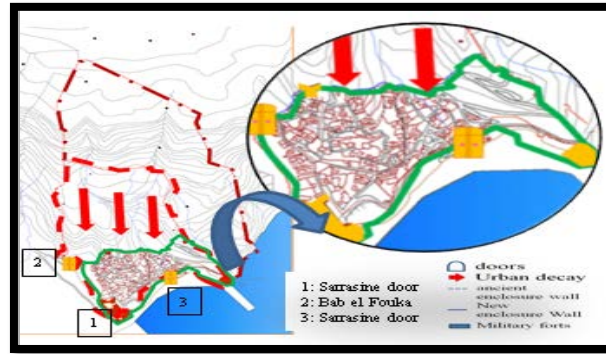 2
1
3
1: Sarrasine door
2: Bab el Fouka
3: Sarrasine door
doors
Urban decay
ancient
enclosure wall
New
enclosure Wall
Military forts